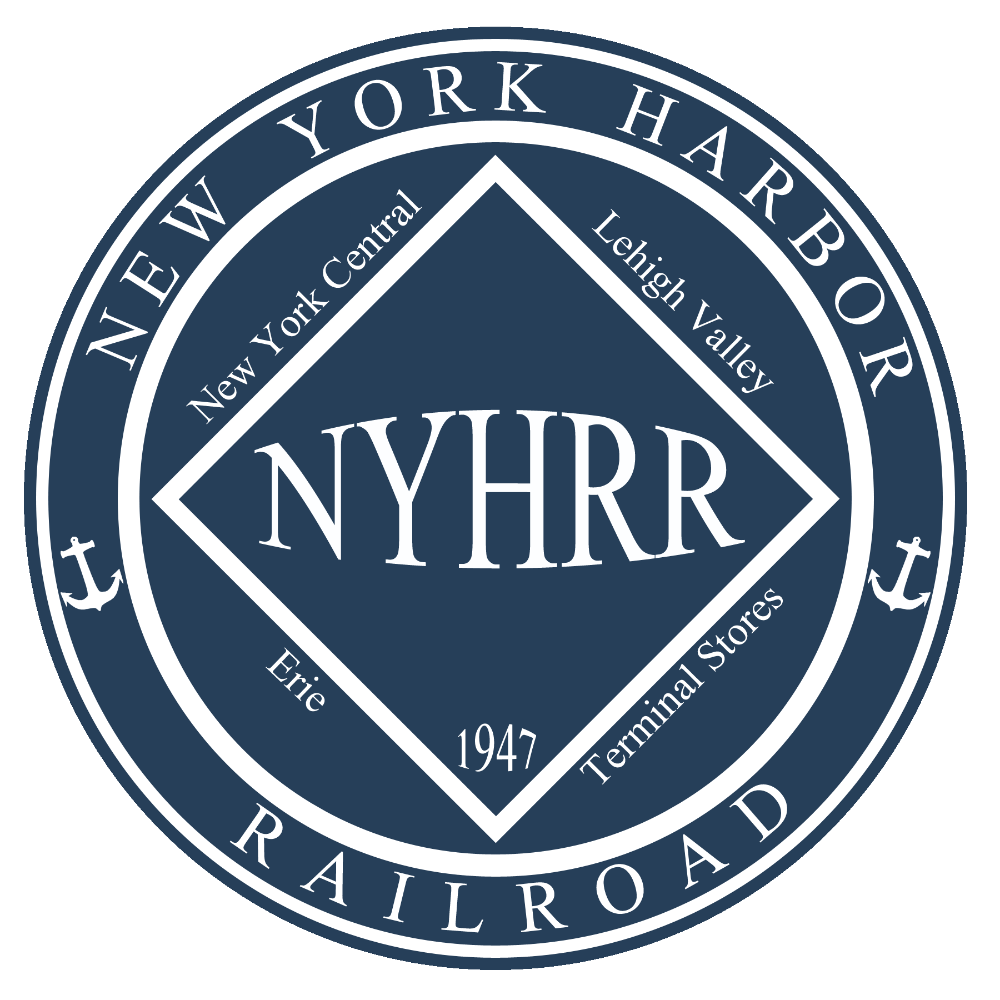 NEW YORK HARBOR
New York Central
Lehigh Valley
NYHRR
Erie
Terminal Stores
1947
RAILROAD